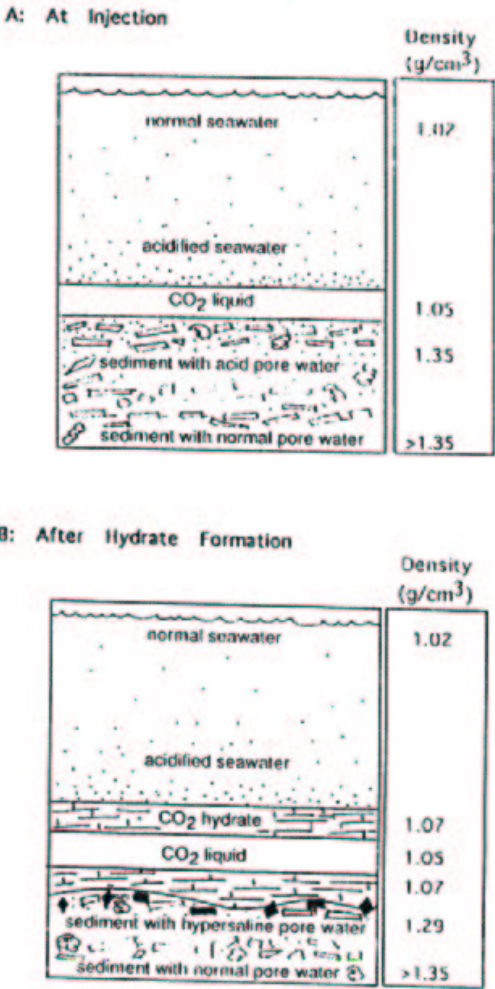 A: At Injection
Density
(g/cm³)
normal seawater 1.02
acidified seawater
CO₂ liquid 1.05
sediment with acid pore water 1.35
sediment with normal pore water >1.35
B: After Hydrate Formation
Density
(g/cm³)
normal seawater 1.02
acidified seawater
CO₂ hydrate 1.07
CO₂ liquid 1.05
1.07
sediment with hypersaline pore water 1.29
sediment with normal pore water >1.35